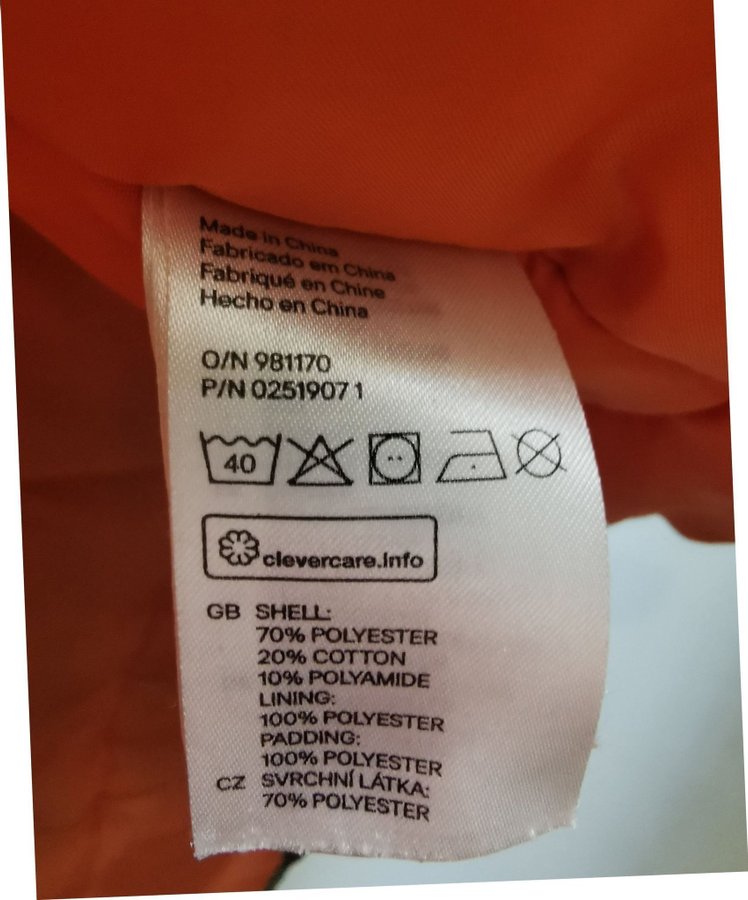 Made in China
Fabricado em China
Fabriqué en Chine
Hecho en China
O/N 981170
P/N 02519071
40
clevercare.info
GB SHELL:
70% POLYESTER
20% COTTON
10% POLYAMIDE
LINING:
100% POLYESTER
PADDING:
100% POLYESTER
CZ SVRCHNÍ LÁTKA:
70% POLYESTER